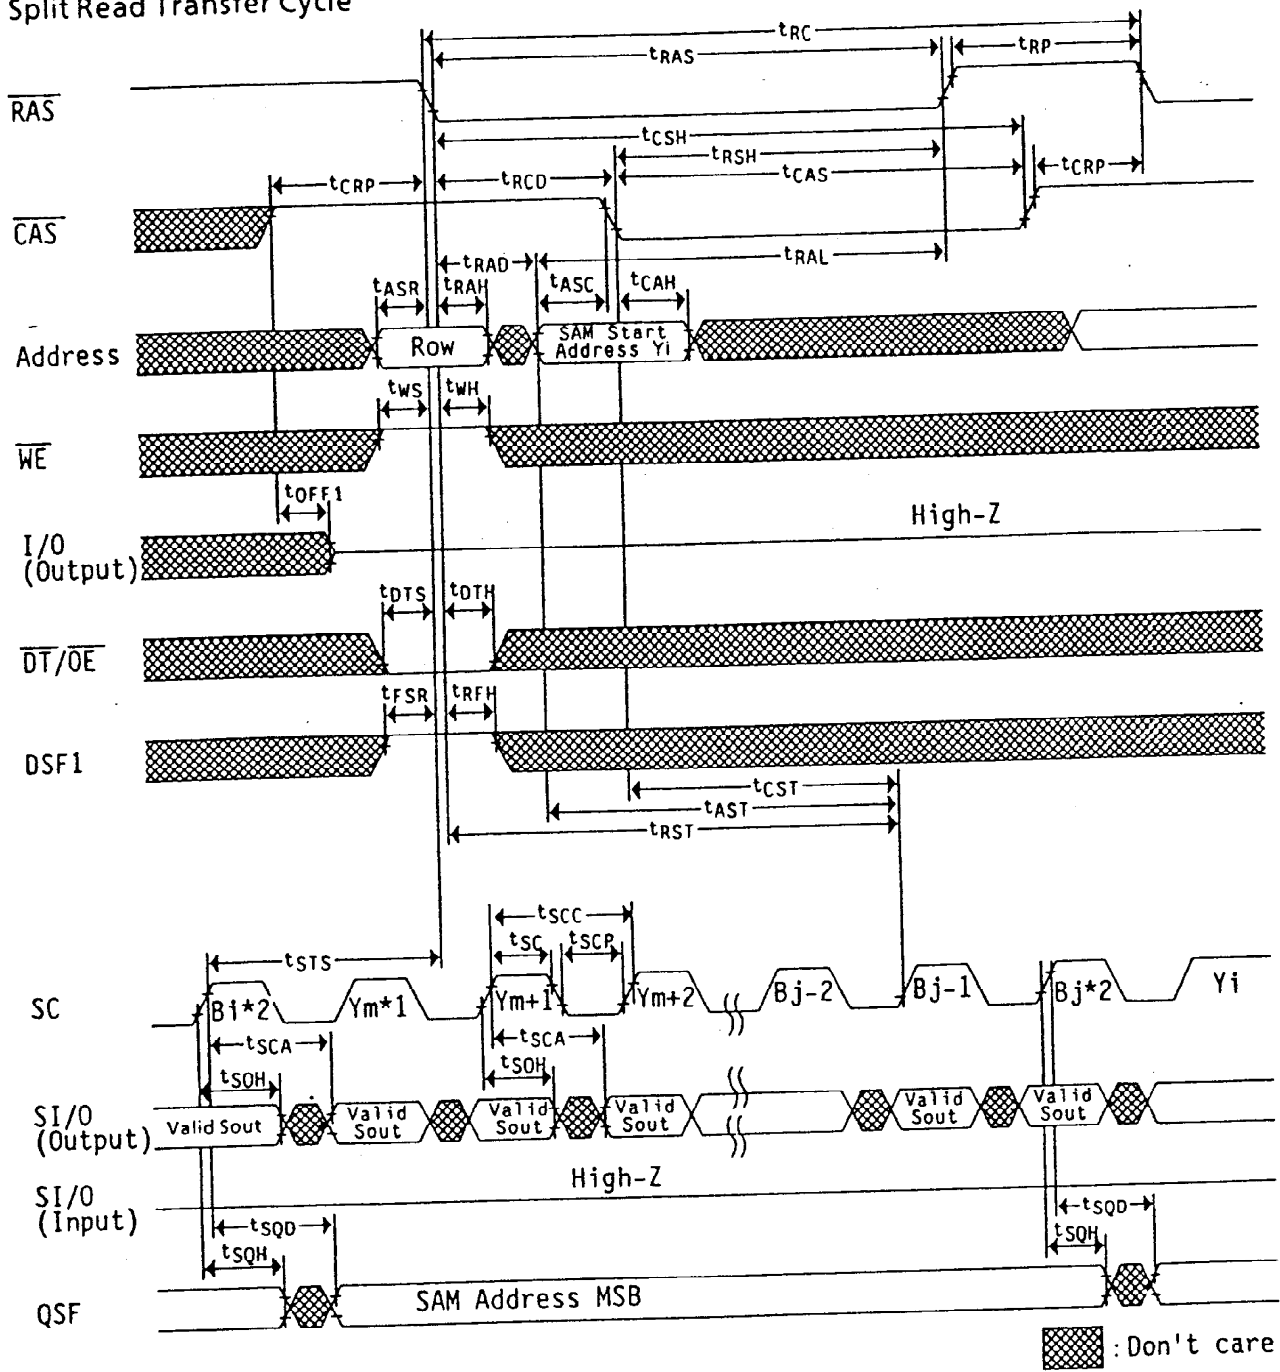 Split Read Transfer Cycle
tRC
tRAS
tRP
RAS
tCSH
tRSH
tCRP
tRCD
tCAS
tCRP
CAS
tRAD
tRAL
tASR
tRAH
tASC
tCAH
Address
Row
SAM Start
Address Yi
tWS
tWH
WE
tOFF1
High-Z
I/O
(Output)
tDTS
tDTH
DT/OE
tFSR
tRFH
DSF1
tCST
tAST
tRST
tSCC
tSC
tSCP
tSTS
SC
Bi*2
Ym*1
Ym+1
Ym+2
Bj-2
Bj-1
Bj*2
Yi
tSCA
tSCA
tSOH
tSOH
SI/O
(Output)
Valid Sout
Valid
Sout
Valid
Sout
Valid
Sout
Valid
Sout
Valid
Sout
High-Z
SI/O
(Input)
tSQD
tSQD
tSQH
tSQH
QSF
SAM Address MSB
: Don't care